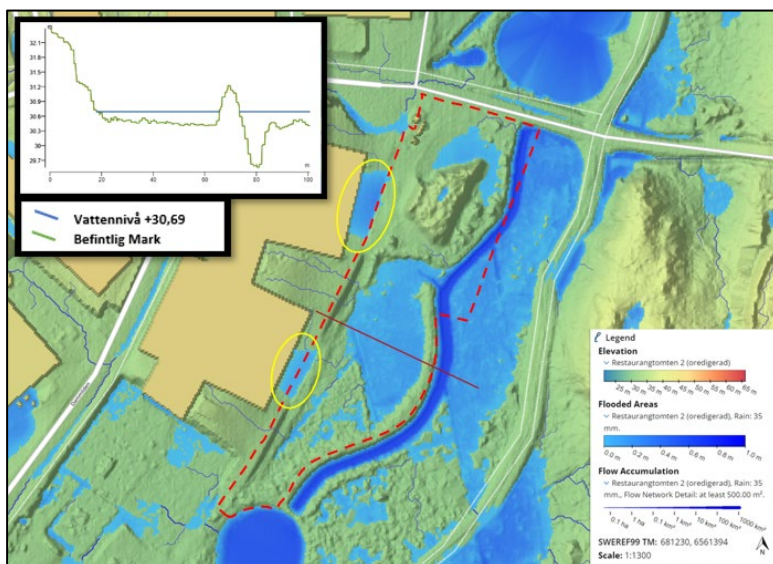 32.1
31.8
31.5
31.2
30.9
30.6
30.3
30.0
29.7
m
0 20 40 60 80 100
Vattennivå +30,69
Befintlig Mark
Legend
Elevation
Restaurangtomten 2 (oredigerad)
25 m 30 m 35 m 40 m 45 m 50 m 55 m 60 m 65 m
Flooded Areas
Restaurangtomten 2 (oredigerad), Rain: 35
mm.
0.0 m 0.2 m 0.4 m 0.6 m 0.8 m 1.0 m
Flow Accumulation
Restaurangtomten 2 (oredigerad), Rain: 35
mm., Flow Network Detail: at least 500.00 m².
0.1 ha 1 ha 0.1 km² 1 km² 10 km² 100 km² 1000 km²
SWEREF99 TM: 681230, 6561394
Scale: 1:1300